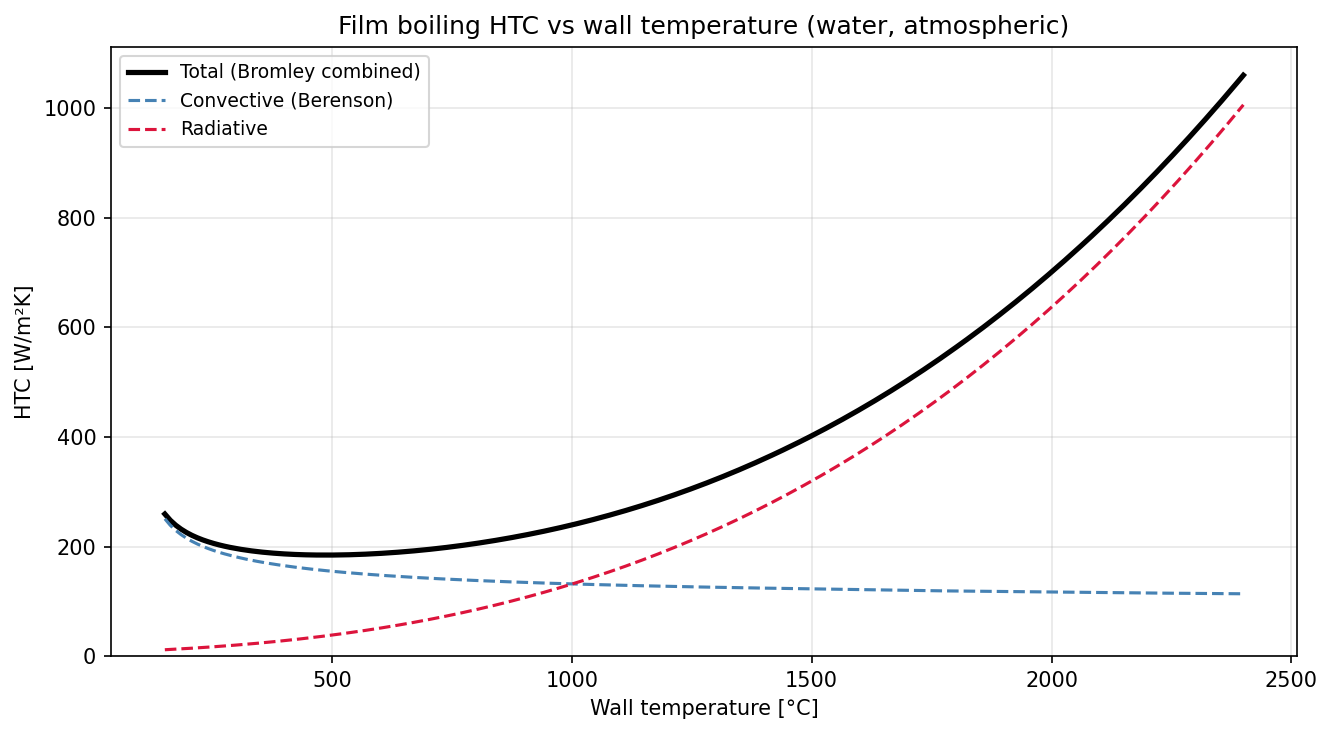 Film boiling HTC vs wall temperature (water, atmospheric)
Total (Bromley combined)
Convective (Berenson)
Radiative
HTC [W/m²K]
1000
800
600
400
200
0
500
1000
1500
2000
2500
Wall temperature [°C]